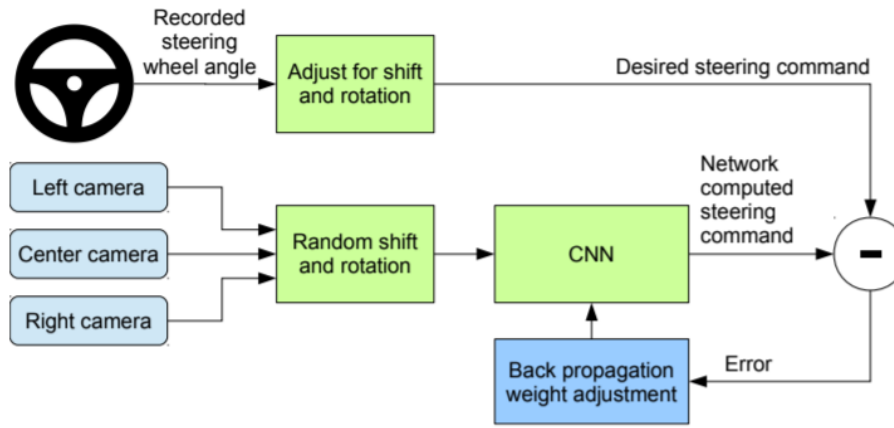 Recorded
steering
wheel angle
Adjust for shift
and rotation
Desired steering command
Left camera
Center camera
Right camera
Random shift
and rotation
CNN
Network
computed
steering
command
-
Back propagation
weight adjustment
Error